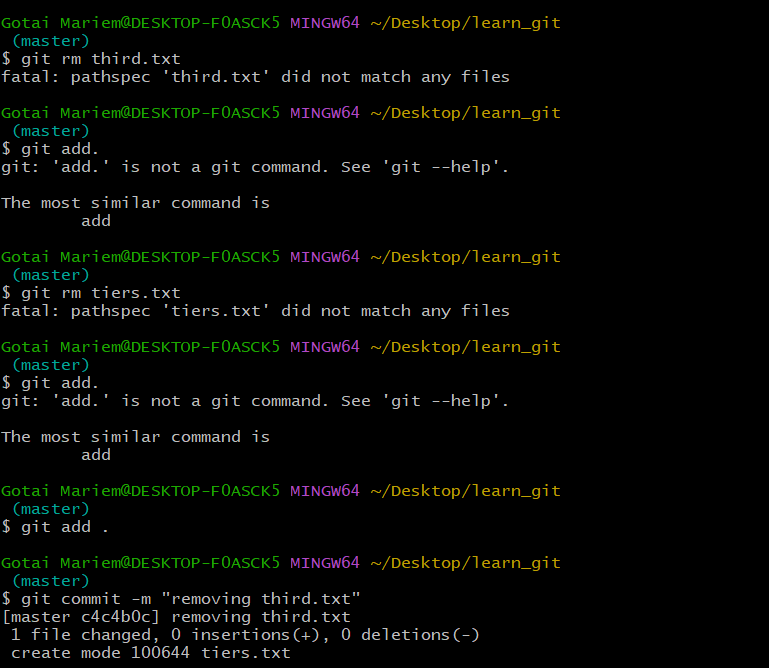 Gotai Mariem@DESKTOP-F0ASCK5 MINGW64 ~/Desktop/learn_git
(master)
$ git rm third.txt
fatal: pathspec 'third.txt' did not match any files
Gotai Mariem@DESKTOP-F0ASCK5 MINGW64 ~/Desktop/learn_git
(master)
$ git add.
git: 'add.' is not a git command. See 'git --help'.
The most similar command is
add
Gotai Mariem@DESKTOP-F0ASCK5 MINGW64 ~/Desktop/learn_git
(master)
$ git rm tiers.txt
fatal: pathspec 'tiers.txt' did not match any files
Gotai Mariem@DESKTOP-F0ASCK5 MINGW64 ~/Desktop/learn_git
(master)
$ git add.
git: 'add.' is not a git command. See 'git --help'.
The most similar command is
add
Gotai Mariem@DESKTOP-F0ASCK5 MINGW64 ~/Desktop/learn_git
(master)
$ git add .
Gotai Mariem@DESKTOP-F0ASCK5 MINGW64 ~/Desktop/learn_git
(master)
$ git commit -m "removing third.txt"
[master c4c4b0c] removing third.txt
1 file changed, 0 insertions(+), 0 deletions(-)
create mode 100644 tiers.txt